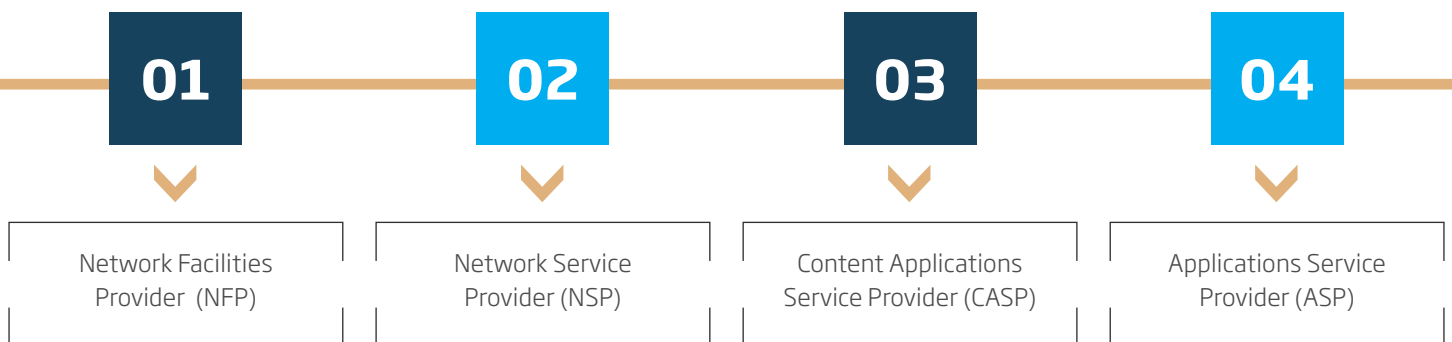 01
02
03
04
Network Facilities
Provider (NFP)
Network Service
Provider (NSP)
Content Applications
Service Provider (CASP)
Applications Service
Provider (ASP)